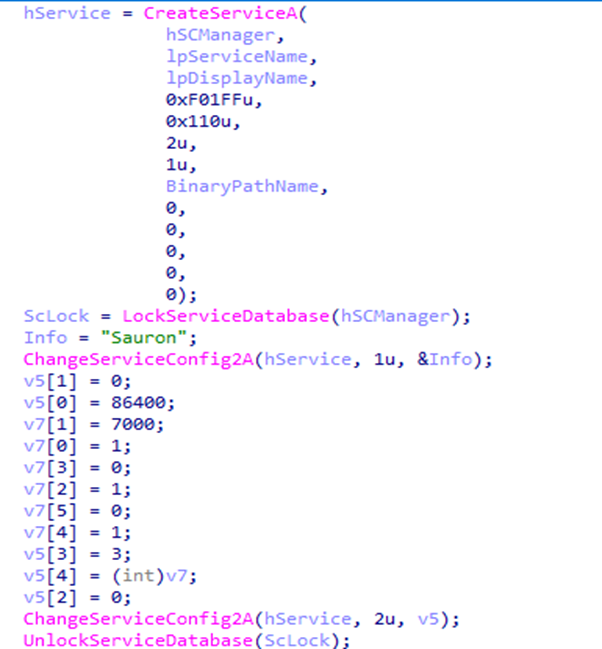 hService = CreateServiceA(
hSCManager,
lpServiceName,
lpDisplayName,
0xF01FFu,
0x110u,
2u,
1u,
BinaryPathName,
0,
0,
0,
0,
0);
ScLock = LockServiceDatabase(hSCManager);
Info = "Sauron";
ChangeServiceConfig2A(hService, 1u, &Info);
v5[1] = 0;
v5[0] = 86400;
v7[1] = 7000;
v7[0] = 1;
v7[3] = 0;
v7[2] = 1;
v7[5] = 0;
v7[4] = 1;
v5[3] = 3;
v5[4] = (int)v7;
v5[2] = 0;
ChangeServiceConfig2A(hService, 2u, v5);
UnlockServiceDatabase(ScLock);